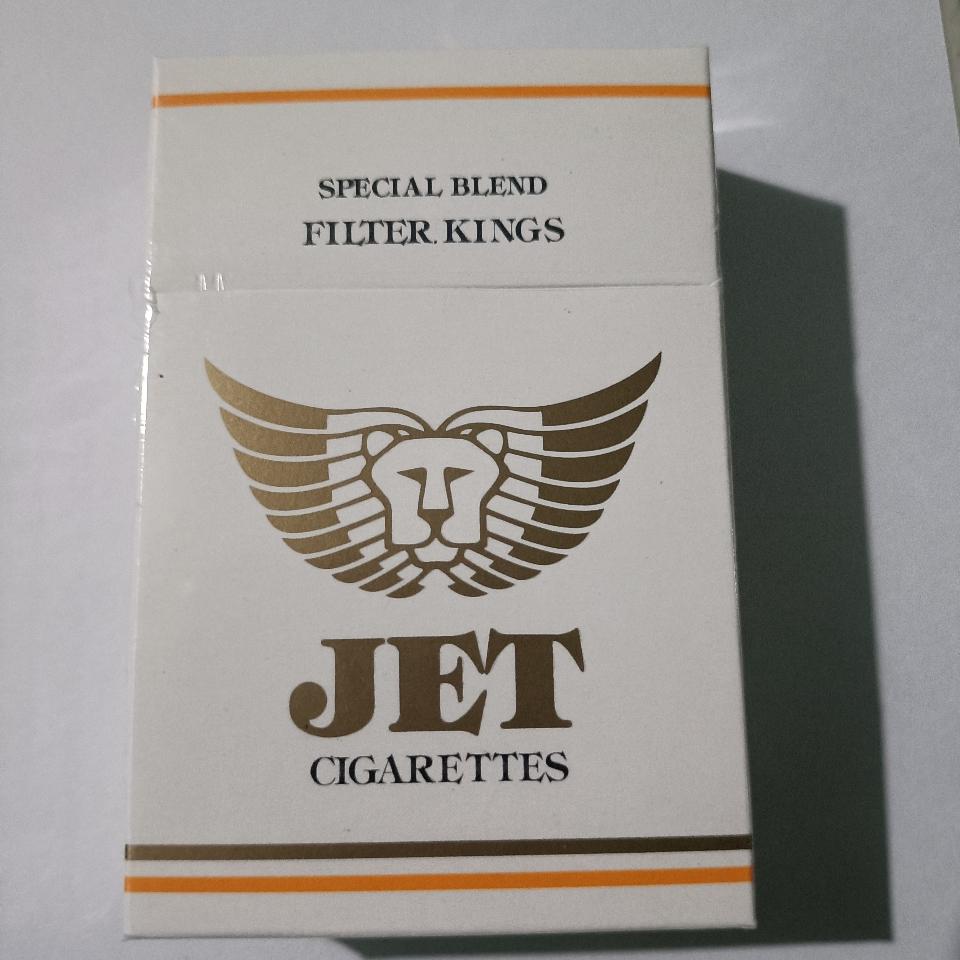 SPECIAL BLEND
FILTER KINGS
JET
CIGARETTES